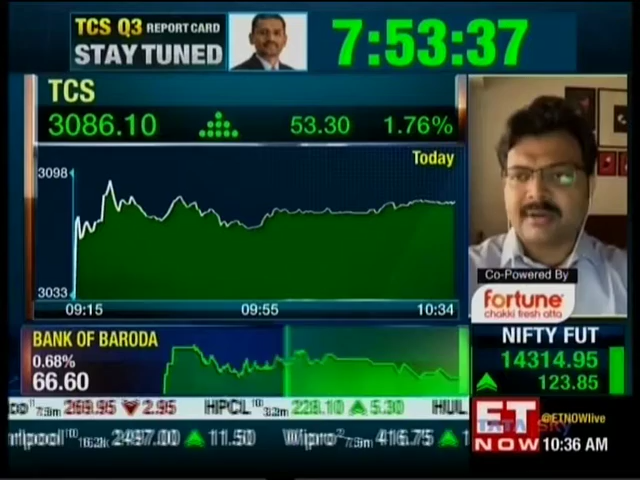 TCS Q3 REPORT CARD
STAY TUNED
7:53:37
TCS
3086.10 53.30 1.76%
Today
3098
3033
09:15 09:55 10:34
Co-Powered By
fortune
chakki fresh atta
BANK OF BARODA
0.68%
66.60
NIFTY FUT
14314.95
123.85
269.95 2.95 HPCL 228.10 5.30 HUL
2497.00 11.50 Wipro 416.75 1
ET
NOW
TATA sky
@ETNOWlive
10:36 AM